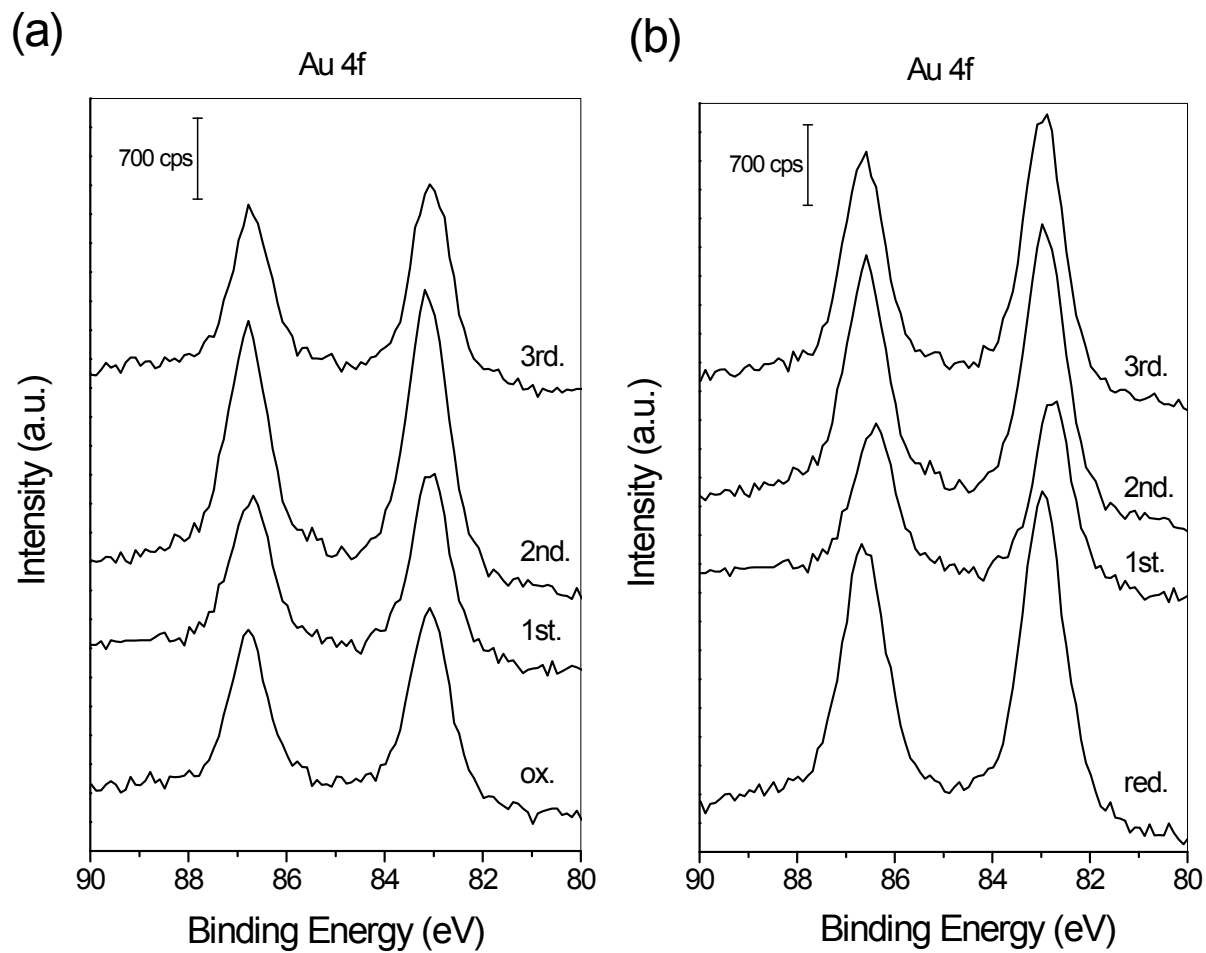 (a)
Au 4f
700 cps
3rd.
2nd.
1st.
ox.
Intensity (a.u.)
90 88 86 84 82 80
Binding Energy (eV)
(b)
Au 4f
700 cps
3rd.
2nd.
1st.
red.
Intensity (a.u.)
90 88 86 84 82 80
Binding Energy (eV)